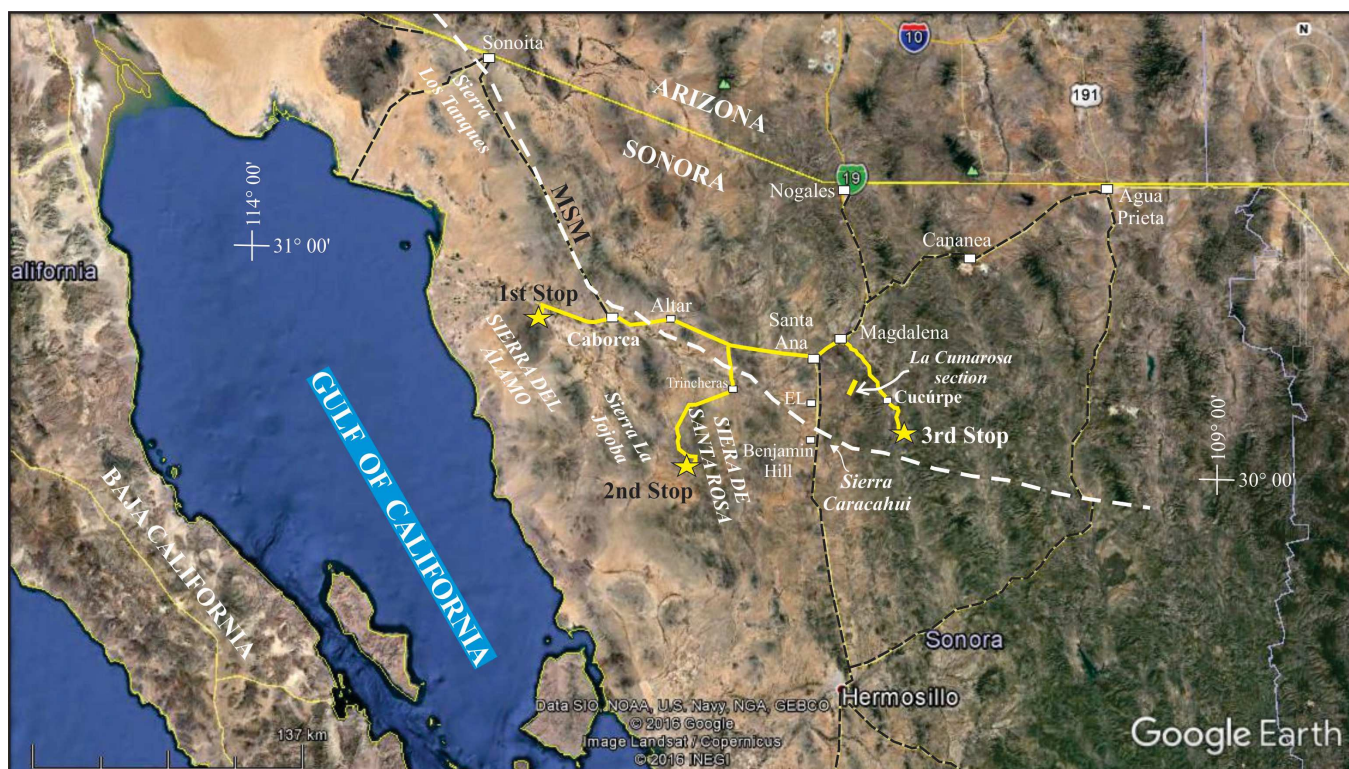 N
10
Sonoita
191
ARIZONA
Sierra
Los Tanques
SONORA
19
Nogales
Agua
Prieta
114° 00'
31° 00'
MSM
Cananea
alifornia
1st Stop
Altar
Santa
Ana
Magdalena
Caborca
SIERRA DEL
ALAMO
La Cumarosa
section
Trincheras
EL
Cucúrpe
GULF OF CALIFORNIA
Sierra La
Jojoba
SIERA DE
SANTA ROSA
3rd Stop
109° 00'
30° 00'
Benjamin
Hill
2nd Stop
Sierra
Caracahui
BAJA CALIFORNIA
Sonora
Hermosillo
Data SIO, NOAA, U.S. Navy, NGA, GEBCO
© 2016 Google
Image Landsat / Copernicus
© 2016 INEGI
137 km
Google Earth